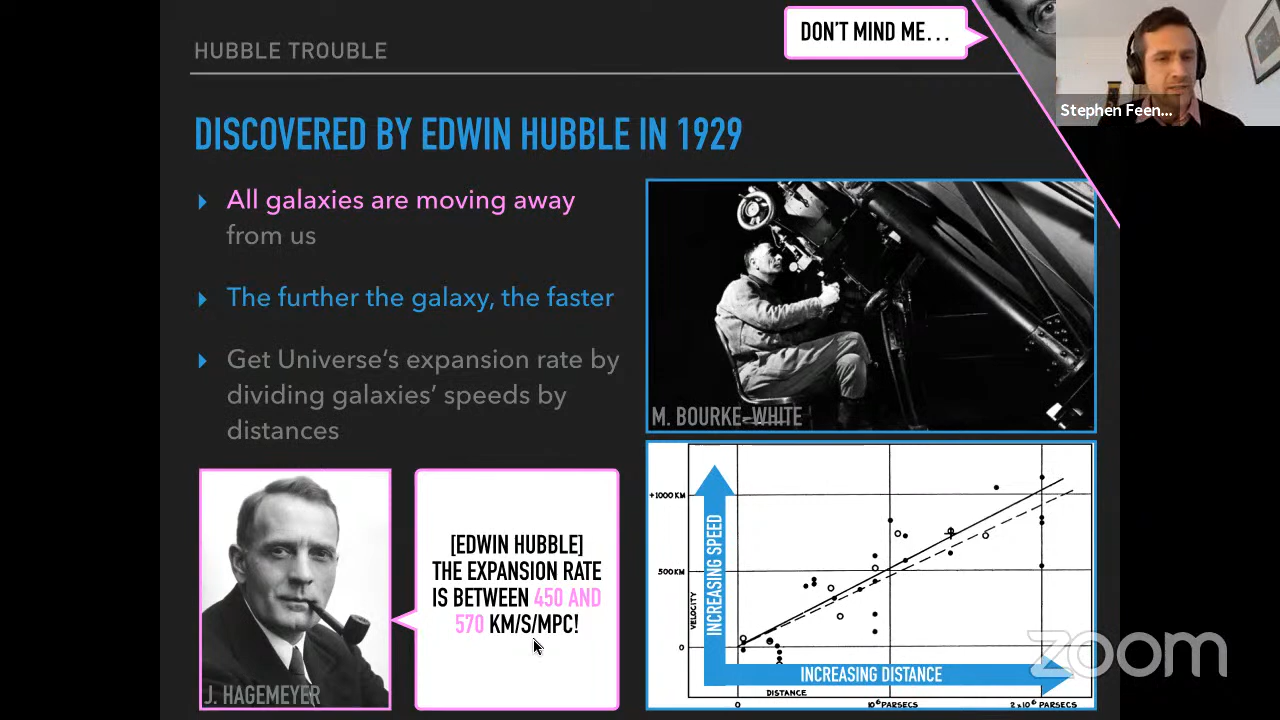 HUBBLE TROUBLE
DON'T MIND ME...
Stephen Feen...
DISCOVERED BY EDWIN HUBBLE IN 1929
All galaxies are moving away
from us
The further the galaxy, the faster
Get Universe's expansion rate by
dividing galaxies' speeds by
distances
M. BOURKE-WHITE
J. HAGEMEYER
[EDWIN HUBBLE]
THE EXPANSION RATE
IS BETWEEN 450 AND
570 KM/S/MPC!
+1000 KM
500 KM
0
VELOCITY
INCREASING SPEED
INCREASING DISTANCE
DISTANCE
0
10⁶ PARSECS
2 x 10⁶ PARSECS
zoom